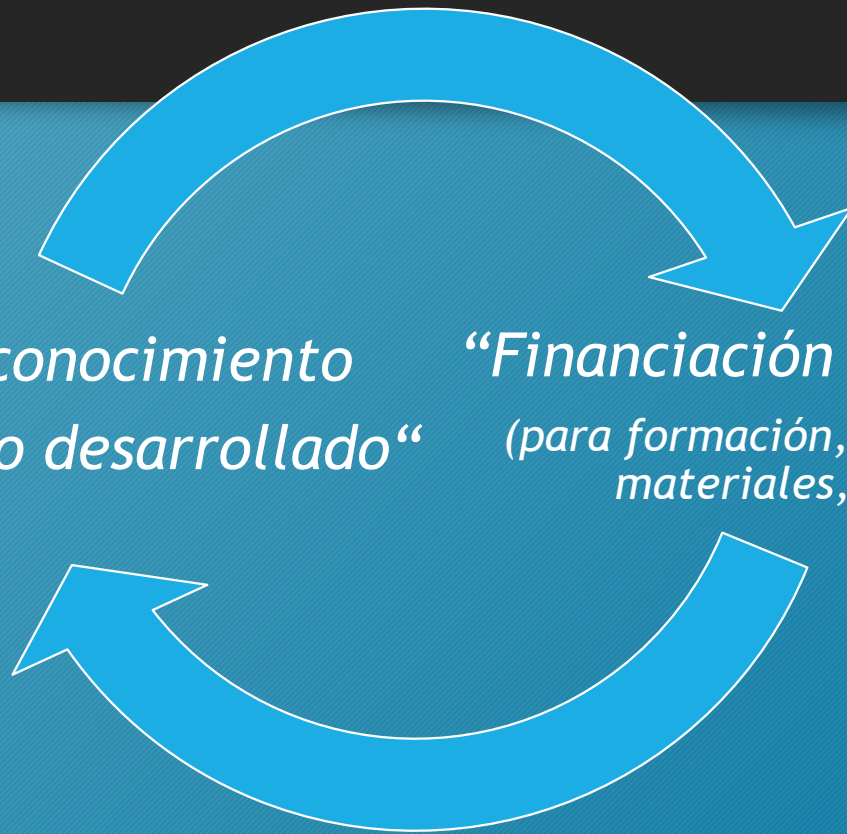 conocimiento
o desarrollado“
“Financiación
(para formación,
materiales,